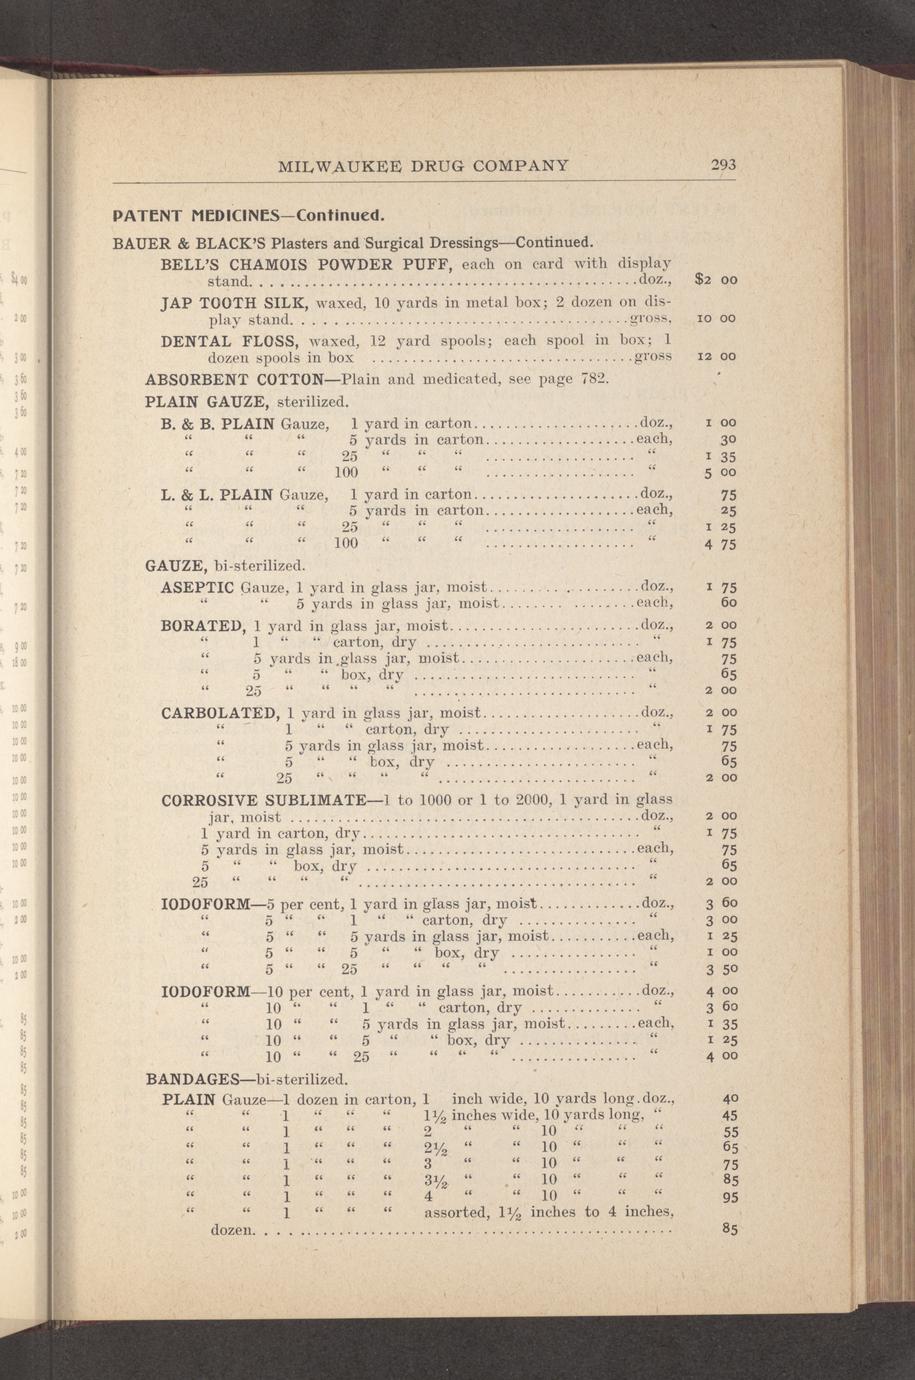 MILWAUKEE DRUG COMPANY 293
PATENT MEDICINES—Continued.
BAUER & BLACK'S Plasters and Surgical Dressings—Continued.
BELL'S CHAMOIS POWDER PUFF, each on card with display
stand. . . . . . . . . . doz., $2 00
JAP TOOTH SILK, waxed, 10 yards in metal box; 2 dozen on dis-
play stand. . . . . . . . . . gross, 10 00
DENTAL FLOSS, waxed, 12 yard spools; each spool in box; 1
dozen spools in box . . . . . . . . . . gross 12 00
ABSORBENT COTTON—Plain and medicated, see page 782.
PLAIN GAUZE, sterilized.
B. & B. PLAIN Gauze, 1 yard in carton. . . . . . . . . . doz., 1 00
“ “ “ 5 yards in carton. . . . . . . . . . each, 30
“ “ “ 25 “ “ “ . . . . . . . . . . “ 1 35
“ “ “ 100 “ “ “ . . . . . . . . . . “ 5 00
L. & L. PLAIN Gauze, 1 yard in carton. . . . . . . . . . doz., 75
“ “ “ 5 yards in carton. . . . . . . . . . each, 25
“ “ “ 25 “ “ “ . . . . . . . . . . “ 1 25
“ “ “ 100 “ “ “ . . . . . . . . . . “ 4 75
GAUZE, bi-sterilized.
ASEPTIC Gauze, 1 yard in glass jar, moist. . . . . . . . . . doz., 1 75
“ “ 5 yards in glass jar, moist. . . . . . . . . . each, 60
BORATED, 1 yard in glass jar, moist. . . . . . . . . . doz., 2 00
“ 1 “ “ carton, dry . . . . . . . . . . “ 1 75
“ 5 yards in glass jar, moist. . . . . . . . . . each, 75
“ 5 “ “ box, dry . . . . . . . . . . “ 65
“ 25 “ “ “ “ . . . . . . . . . . “ 2 00
CARBOLATED, 1 yard in glass jar, moist. . . . . . . . . . doz., 2 00
“ 1 “ “ carton, dry . . . . . . . . . . “ 1 75
“ 5 yards in glass jar, moist. . . . . . . . . . each, 75
“ 5 “ “ box, dry . . . . . . . . . . “ 65
“ 25 “ “ “ “ . . . . . . . . . . “ 2 00
CORROSIVE SUBLIMATE—1 to 1000 or 1 to 2000, 1 yard in glass
jar, moist . . . . . . . . . . doz., 2 00
1 yard in carton, dry. . . . . . . . . . “ 1 75
5 yards in glass jar, moist. . . . . . . . . . each, 75
5 “ “ box, dry . . . . . . . . . . “ 65
25 “ “ “ “ . . . . . . . . . . “ 2 00
IODOFORM—5 per cent, 1 yard in glass jar, moist. . . . . . . . . . doz., 3 60
“ 5 “ “ 1 “ “ carton, dry . . . . . . . . . . “ 3 00
“ 5 “ “ 5 yards in glass jar, moist. . . . . . . . . . each, 1 25
“ 5 “ “ 5 “ “ box, dry . . . . . . . . . . “ 1 00
“ 5 “ “ 25 “ “ “ “ . . . . . . . . . . “ 3 50
IODOFORM—10 per cent, 1 yard in glass jar, moist. . . . . . . . . . doz., 4 00
“ 10 “ “ 1 “ “ carton, dry . . . . . . . . . . “ 3 60
“ 10 “ “ 5 yards in glass jar, moist. . . . . . . . . . each, 1 35
“ 10 “ “ 5 “ “ box, dry . . . . . . . . . . “ 1 25
“ 10 “ “ 25 “ “ “ “ . . . . . . . . . . “ 4 00
BANDAGES—bi-sterilized.
PLAIN Gauze—1 dozen in carton, 1 inch wide, 10 yards long. doz., 40
“ “ 1 “ “ “ 1½ inches wide, 10 yards long, “ 45
“ “ 1 “ “ “ 2 “ “ 10 “ “ “ 55
“ “ 1 “ “ “ 2½ “ “ 10 “ “ “ 65
“ “ 1 “ “ “ 3 “ “ 10 “ “ “ 75
“ “ 1 “ “ “ 3½ “ “ 10 “ “ “ 85
“ “ 1 “ “ “ 4 “ “ 10 “ “ “ 95
“ “ 1 “ “ “ assorted, 1½ inches to 4 inches,
dozen. . . . . . . . . . 85